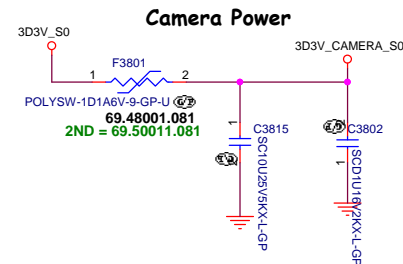 Camera Power
3D3V_S0
3D3V_CAMERA_S0
F3801
1 2
POLYSW-1D1A6V-9-GP-U
69.48001.081
2ND = 69.50011.081
1
C3815
SC10U25V5KX-L-GP
2
C3802
1
SCD1U16V2KX-L-GP